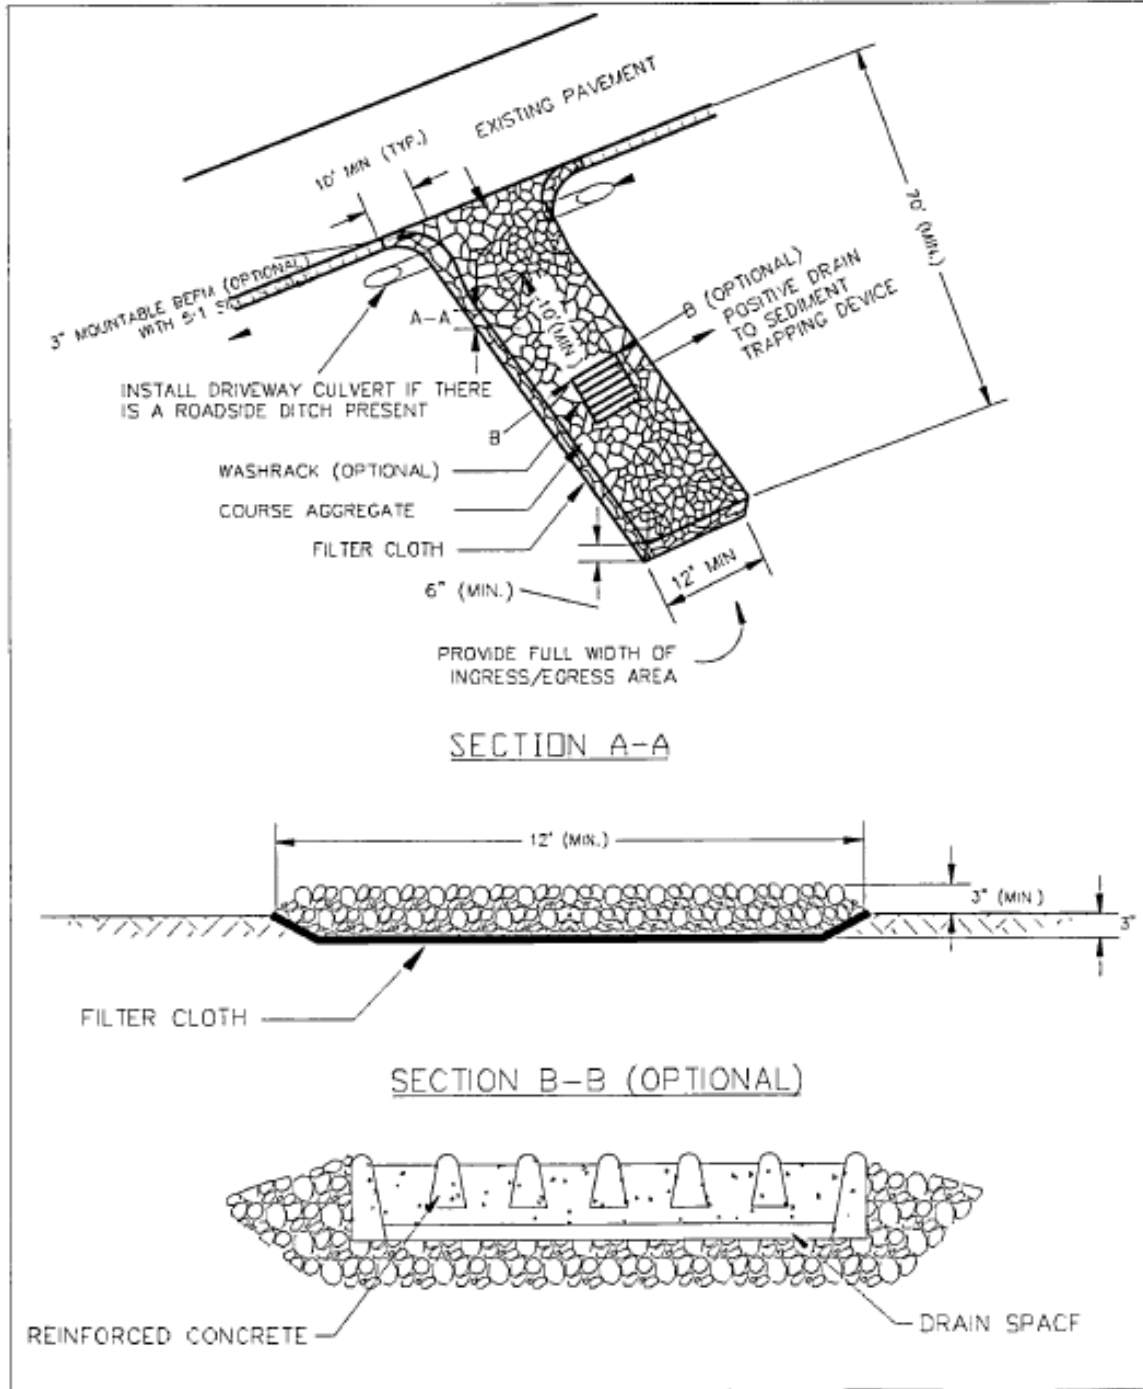 EXISTING PAVEMENT
10' MIN (TYP.)
70' (MIN.)
3" MOUNTABLE BERM (OPTIONAL)
WITH 5:1
A-A
10'(MIN
B (OPTIONAL)
POSITIVE DRAIN
TO SEDIMENT
TRAPPING DEVICE
INSTALL DRIVEWAY CULVERT IF THERE
IS A ROADSIDE DITCH PRESENT
B
WASHRACK (OPTIONAL)
COURSE AGGREGATE
FILTER CLOTH
6" (MIN.)
12' MIN
PROVIDE FULL WIDTH OF
INGRESS/EGRESS AREA
SECTION A-A
12' (MIN.)
3" (MIN)
3"
FILTER CLOTH
SECTION B-B (OPTIONAL)
REINFORCED CONCRETE
DRAIN SPACE